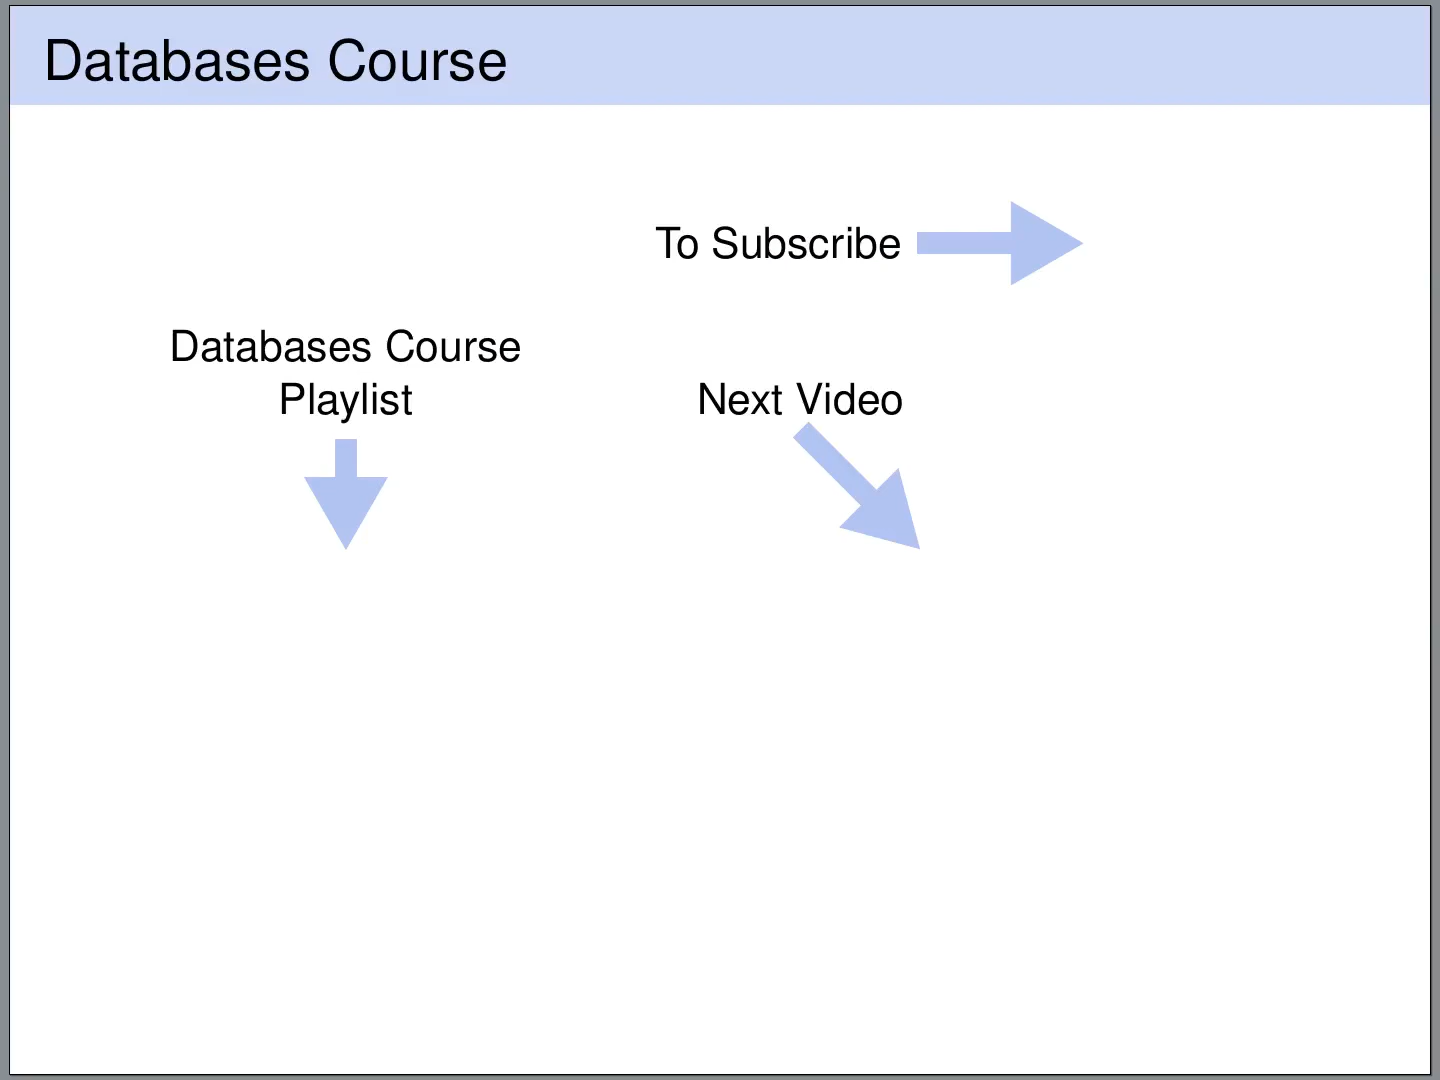 Databases Course
To Subscribe
Databases Course
Playlist
Next Video